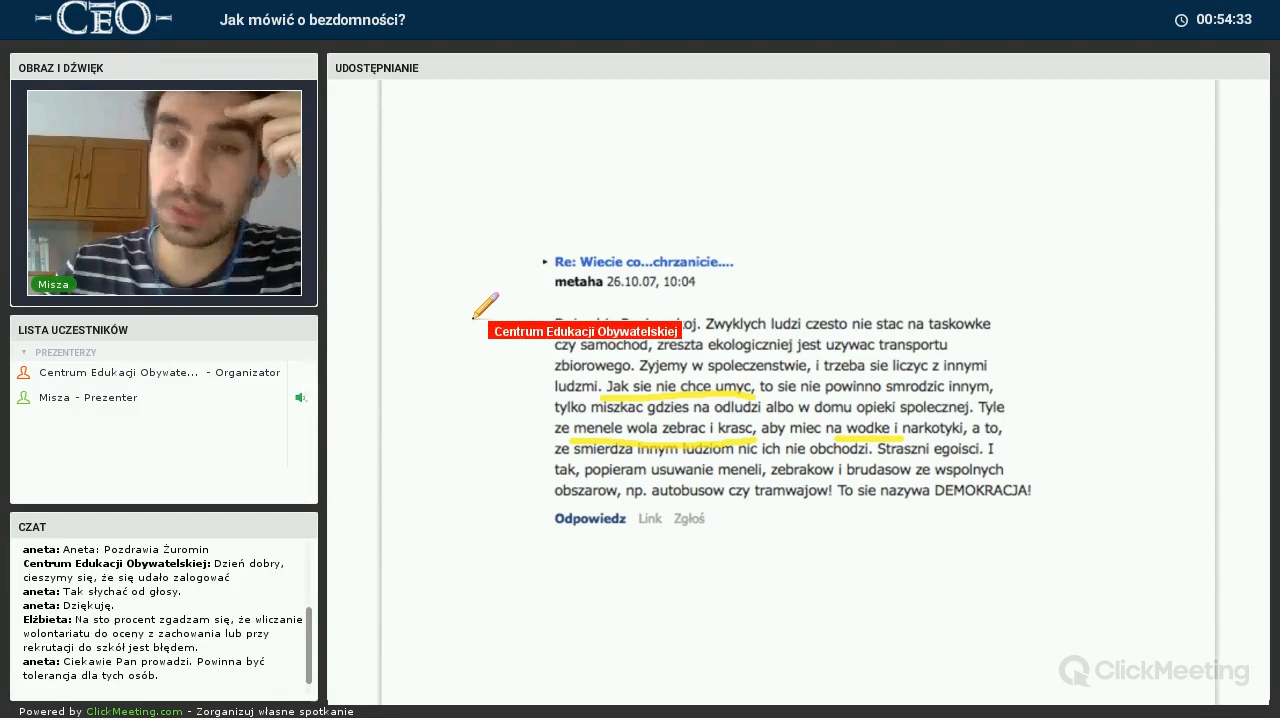 CEO
Jak mówić o bezdomności?
00:54:33
OBRAZ I DŹWIĘK
Misza
LISTA UCZESTNIKÓW
PREZENTERZY
Centrum Edukacji Obywate... - Organizator
Misza - Prezenter
CZAT
aneta: Aneta: Pozdrawia Żuromin
Centrum Edukacji Obywatelskiej: Dzień dobry,
cieszymy się, że się udało zalogować
aneta: Tak słychać od głosy.
aneta: Dziękuję.
Elżbieta: Na sto procent zgadzam się, że wliczanie
wolontariatu do oceny z zachowania lub przy
rekrutacji do szkół jest błędem.
aneta: Ciekawie Pan prowadzi. Powinna być
tolerancja dla tych osób.
Powered by ClickMeeting.com - Zorganizuj własne spotkanie
UDOSTĘPNIANIE
Re: Wiecie co...chrzanicie....
metaha 26.10.07, 10:04
Centrum Edukacji Obywatelskiej
oj. Zwyklych ludzi czesto nie stac na taskowke
czy samochod, zreszta ekologiczniej jest uzywac transportu
zbiorowego. Zyjemy w spoleczenstwie, i trzeba sie liczyc z innymi
ludzmi. Jak sie nie chce umyc, to sie nie powinno smrodzic innym,
tylko miszkac gdzies na odludzi albo w domu opieki spolecznej. Tyle
ze menele wola zebrac i krasc, aby miec na wodke i narkotyki, a to,
ze smierdza innym ludziom nic ich nie obchodzi. Straszni egoisci. I
tak, popieram usuwanie meneli, zebrakow i brudasow ze wspolnych
obszarow, np. autobusow czy tramwajow! To sie nazywa DEMOKRACJA!
Odpowiedz Link Zgłoś
ClickMeeting